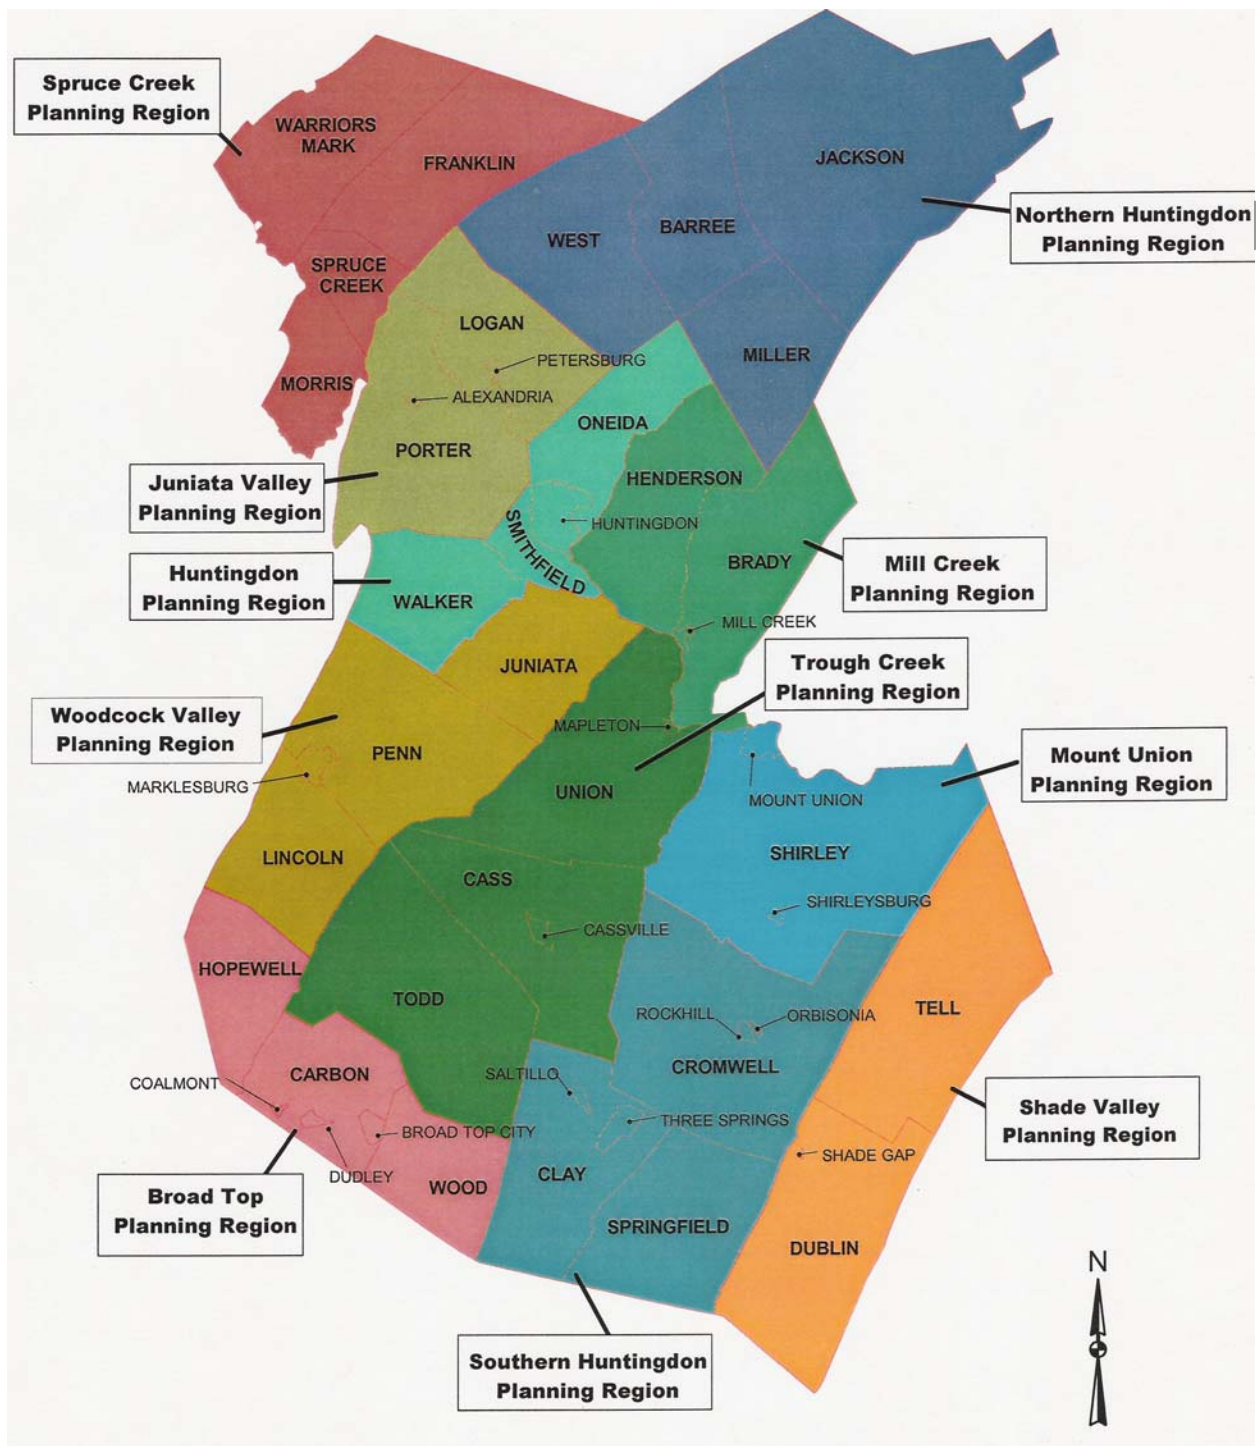 Spruce Creek
Planning Region
WARRIORS
MARK
FRANKLIN
JACKSON
Northern Huntingdon
Planning Region
WEST
BARREE
SPRUCE
CREEK
LOGAN
PETERSBURG
MILLER
MORRIS
ALEXANDRIA
ONEIDA
PORTER
HENDERSON
Juniata Valley
Planning Region
SMITHFIELD
HUNTINGDON
BRADY
Mill Creek
Planning Region
Huntingdon
Planning Region
WALKER
MILL CREEK
JUNIATA
Trough Creek
Planning Region
Woodcock Valley
Planning Region
MAPLETON
PENN
MARKLESBURG
UNION
MOUNT UNION
Mount Union
Planning Region
LINCOLN
CASS
SHIRLEY
SHIRLEYSBURG
CASSVILLE
HOPEWELL
TODD
ROCKHILL
ORBISONIA
TELL
CARBON
SALTILLO
CROMWELL
COALMONT
BROAD TOP CITY
THREE SPRINGS
Shade Valley
Planning Region
DUDLEY
SHADE GAP
CLAY
WOOD
Broad Top
Planning Region
SPRINGFIELD
DUBLIN
N
Southern Huntingdon
Planning Region